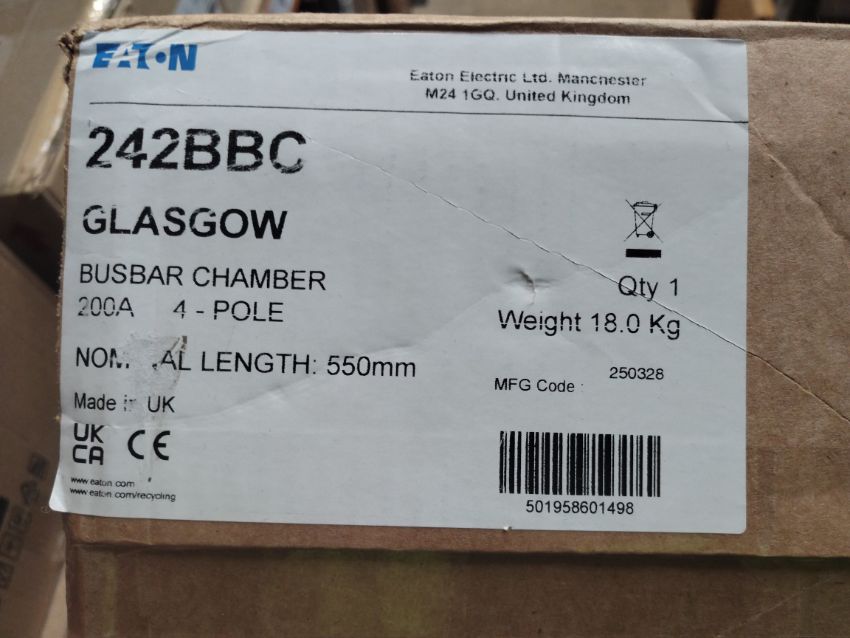 EATON
Eaton Electric Ltd. Manchester
M24 1GQ. United Kingdom
242BBC
GLASGOW
BUSBAR CHAMBER
200A 4 - POLE
Qty 1
Weight 18.0 Kg
LENGTH: 550mm
MFG Code : 250328
Made in UK
UK
CA CE
www.eaton.com
www.eaton.com/recycling
501958601498